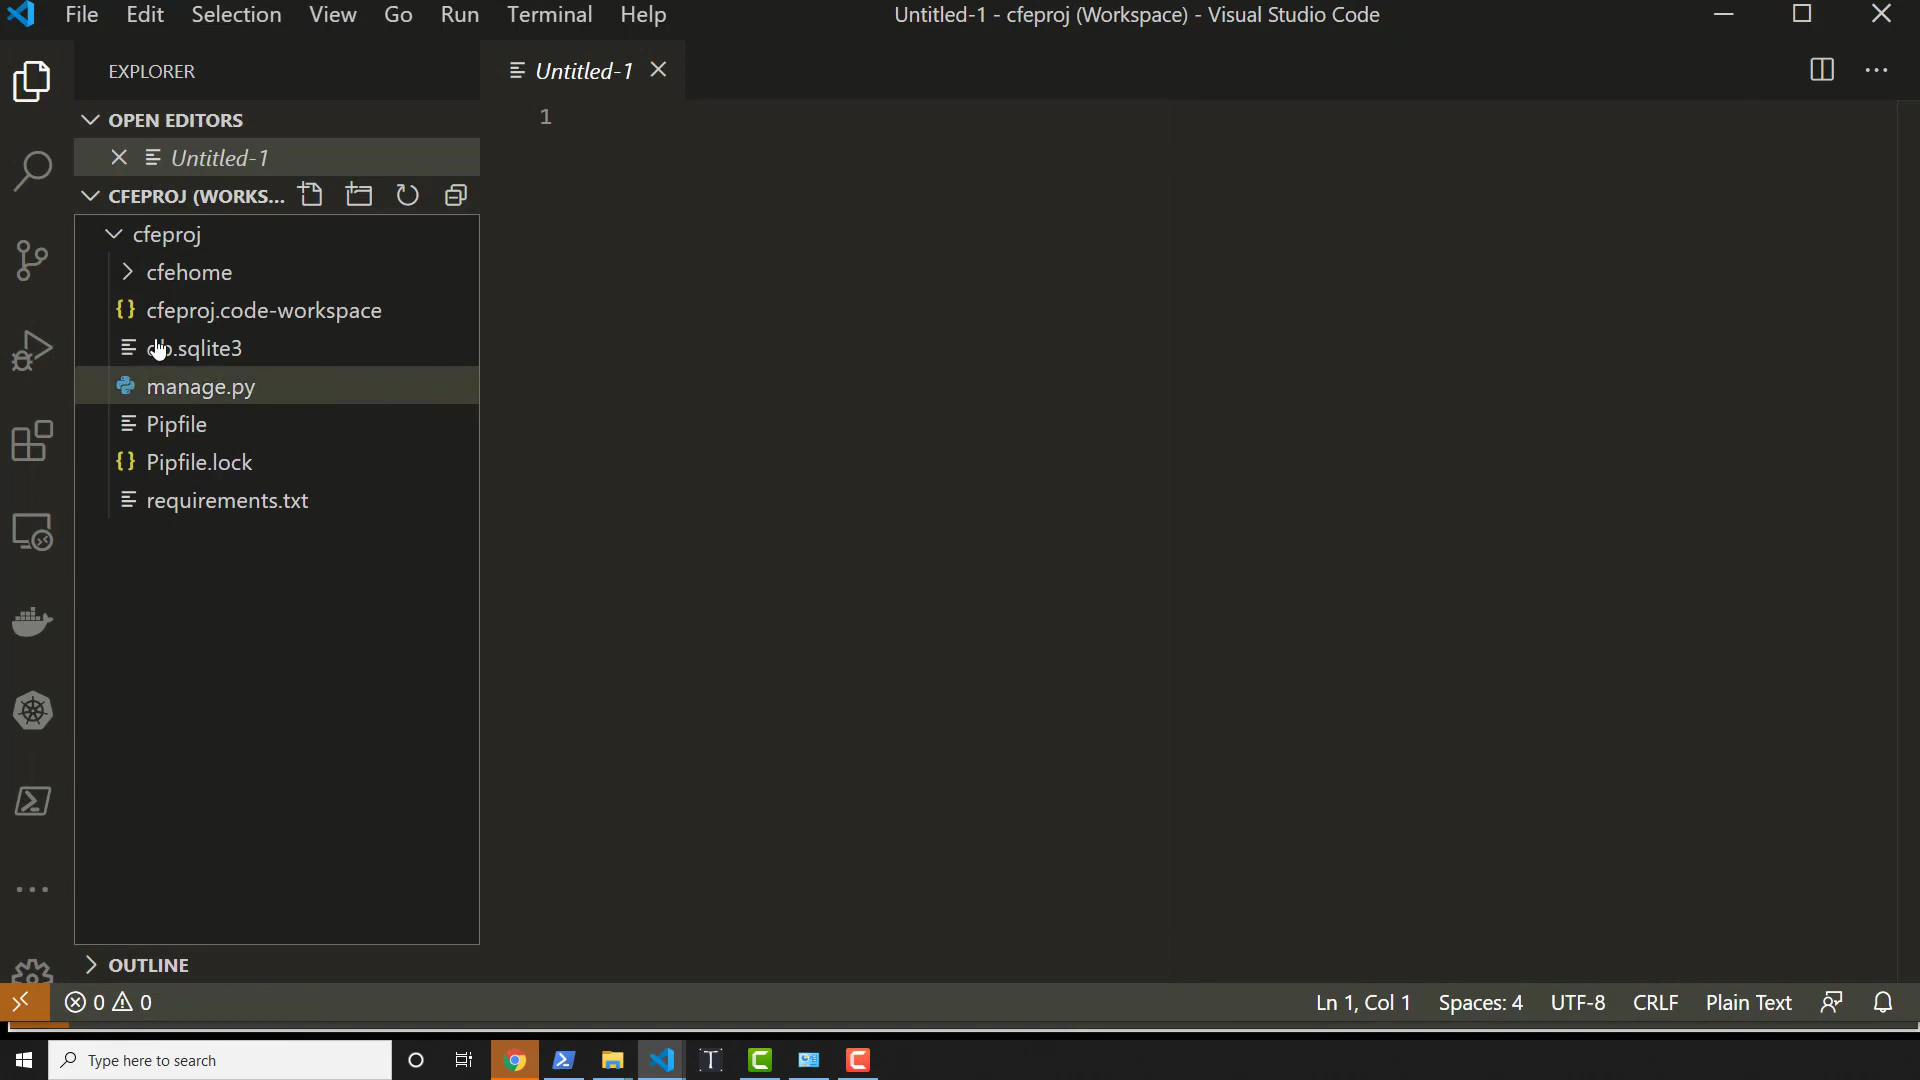 File Edit Selection View Go Run Terminal Help Untitled-1 - cfeproj (Workspace) - Visual Studio Code
EXPLORER
Untitled-1
OPEN EDITORS
1
Untitled-1
CFEPROJ (WORKS...
cfeproj
cfehome
cfeproj.code-workspace
db.sqlite3
manage.py
Pipfile
Pipfile.lock
requirements.txt
OUTLINE
0 0 Ln 1, Col 1 Spaces: 4 UTF-8 CRLF Plain Text
Type here to search